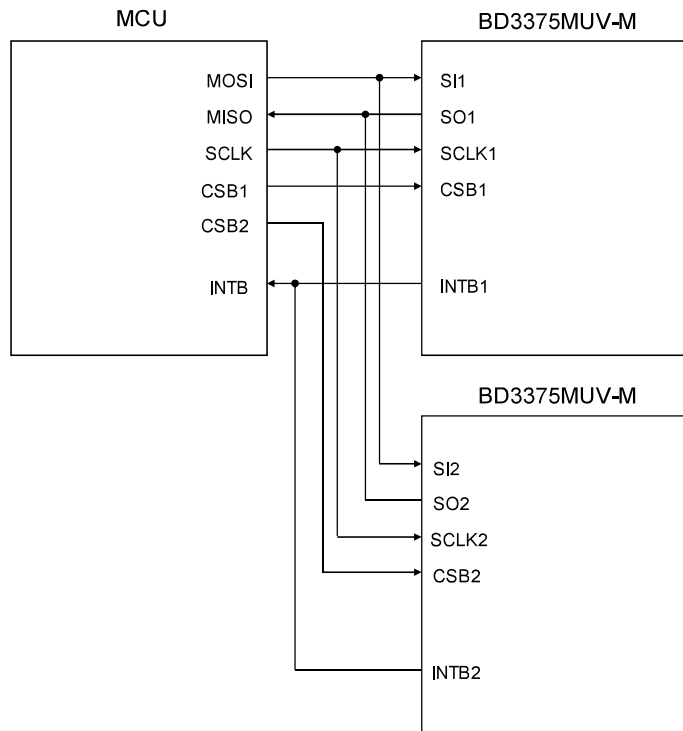 MCU
MOSI
MISO
SCLK
CSB1
CSB2
INTB
BD3375MUV-M
SI1
SO1
SCLK1
CSB1
INTB1
BD3375MUV-M
SI2
SO2
SCLK2
CSB2
INTB2